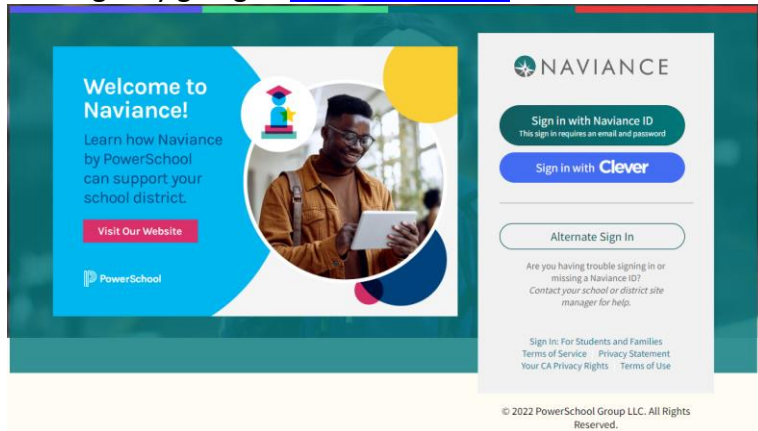 Welcome to
Naviance!
Learn how Naviance
by PowerSchool
can support your
school district.
Visit Our Website
PowerSchool
NAVIANCE
Sign in with Naviance ID
This sign in requires an email and password
Sign in with Clever
Alternate Sign In
Are you having trouble signing in or
missing a Naviance ID?
Contact your school or district site
manager for help.
Sign In: For Students and Families
Terms of Service Privacy Statement
Your CA Privacy Rights Terms of Use
© 2022 PowerSchool Group LLC. All Rights
Reserved.